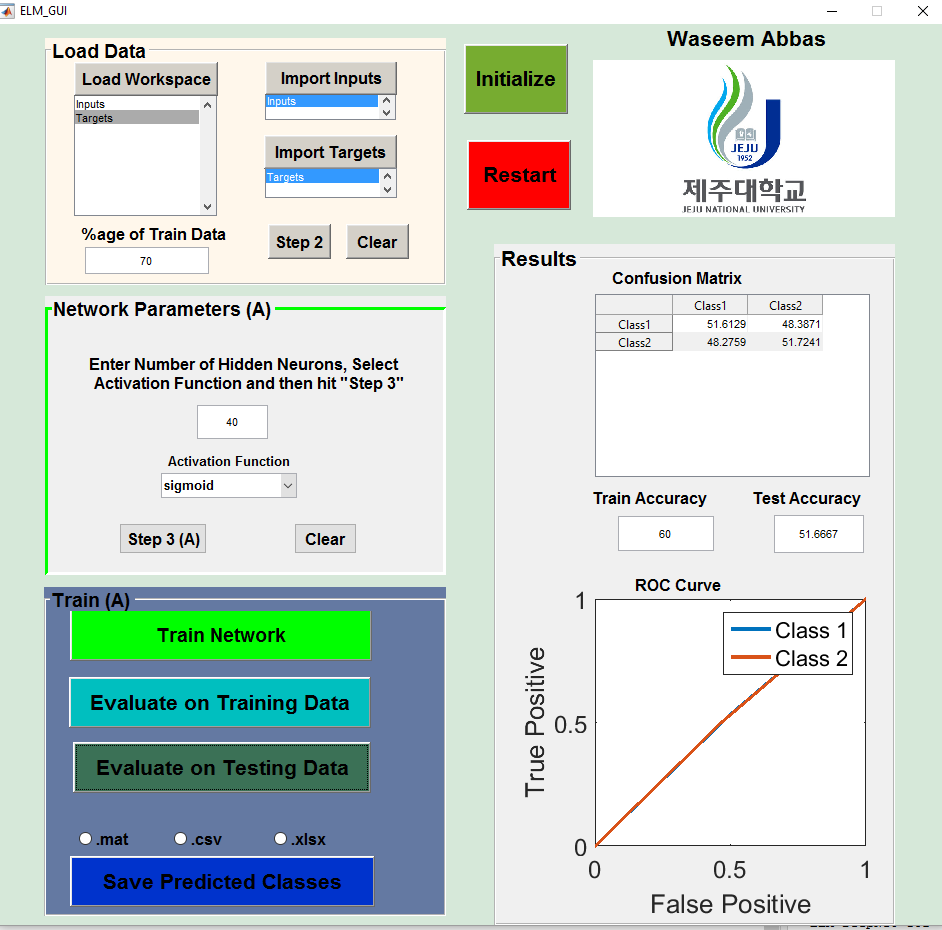 ELM_GUI
Load Data
Load Workspace
Inputs
Targets
Import Inputs
Inputs
Import Targets
Targets
%age of Train Data
70
Step 2
Clear
Initialize
Restart
Waseem Abbas
JEJU
1952
제주대학교
JEJU NATIONAL UNIVERSITY
Network Parameters (A)
Enter Number of Hidden Neurons, Select
Activation Function and then hit "Step 3"
40
Activation Function
sigmoid
Step 3 (A)
Clear
Train (A)
Train Network
Evaluate on Training Data
Evaluate on Testing Data
.mat .csv .xlsx
Save Predicted Classes
Results
Confusion Matrix
Class1 Class2
Class1 51.6129 48.3871
Class2 48.2759 51.7241
Train Accuracy
60
Test Accuracy
51.6667
ROC Curve
Class 1
Class 2
True Positive
1
0.5
0
0 0.5 1
False Positive